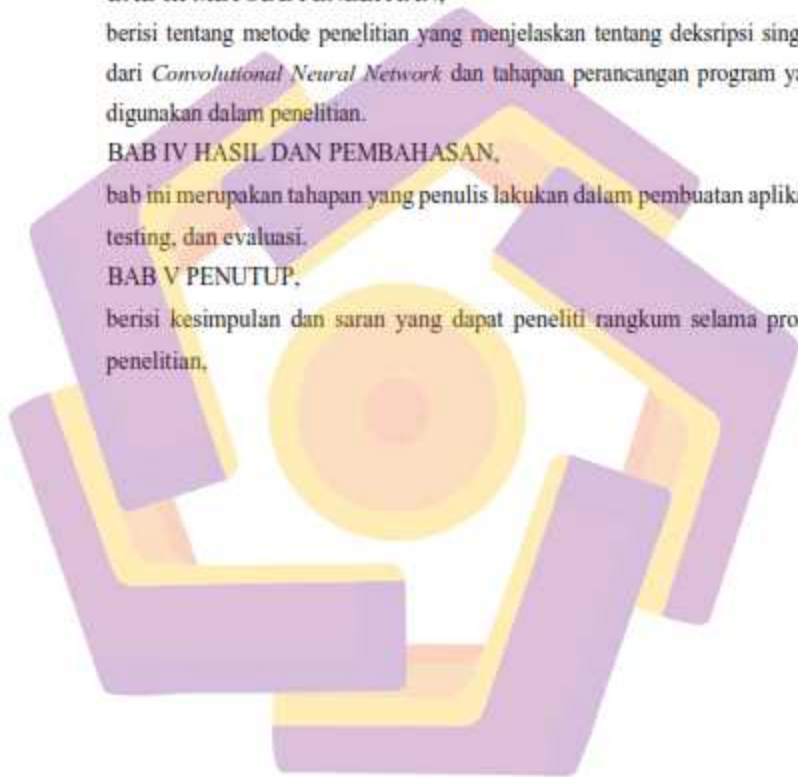 berisi tentang metode penelitian yang menjelaskan tentang deksripsi sing
dari Convolutional Neural Network dan tahapan perancangan program ya
digunakan dalam penelitian.
BAB IV HASIL DAN PEMBAHASAN,
bab ini merupakan tahapan yang penulis lakukan dalam pembuatan aplika
testing, dan evaluasi.
BAB V PENUTUP,
berisi kesimpulan dan saran yang dapat peneliti rangkum selama pro
penelitian,